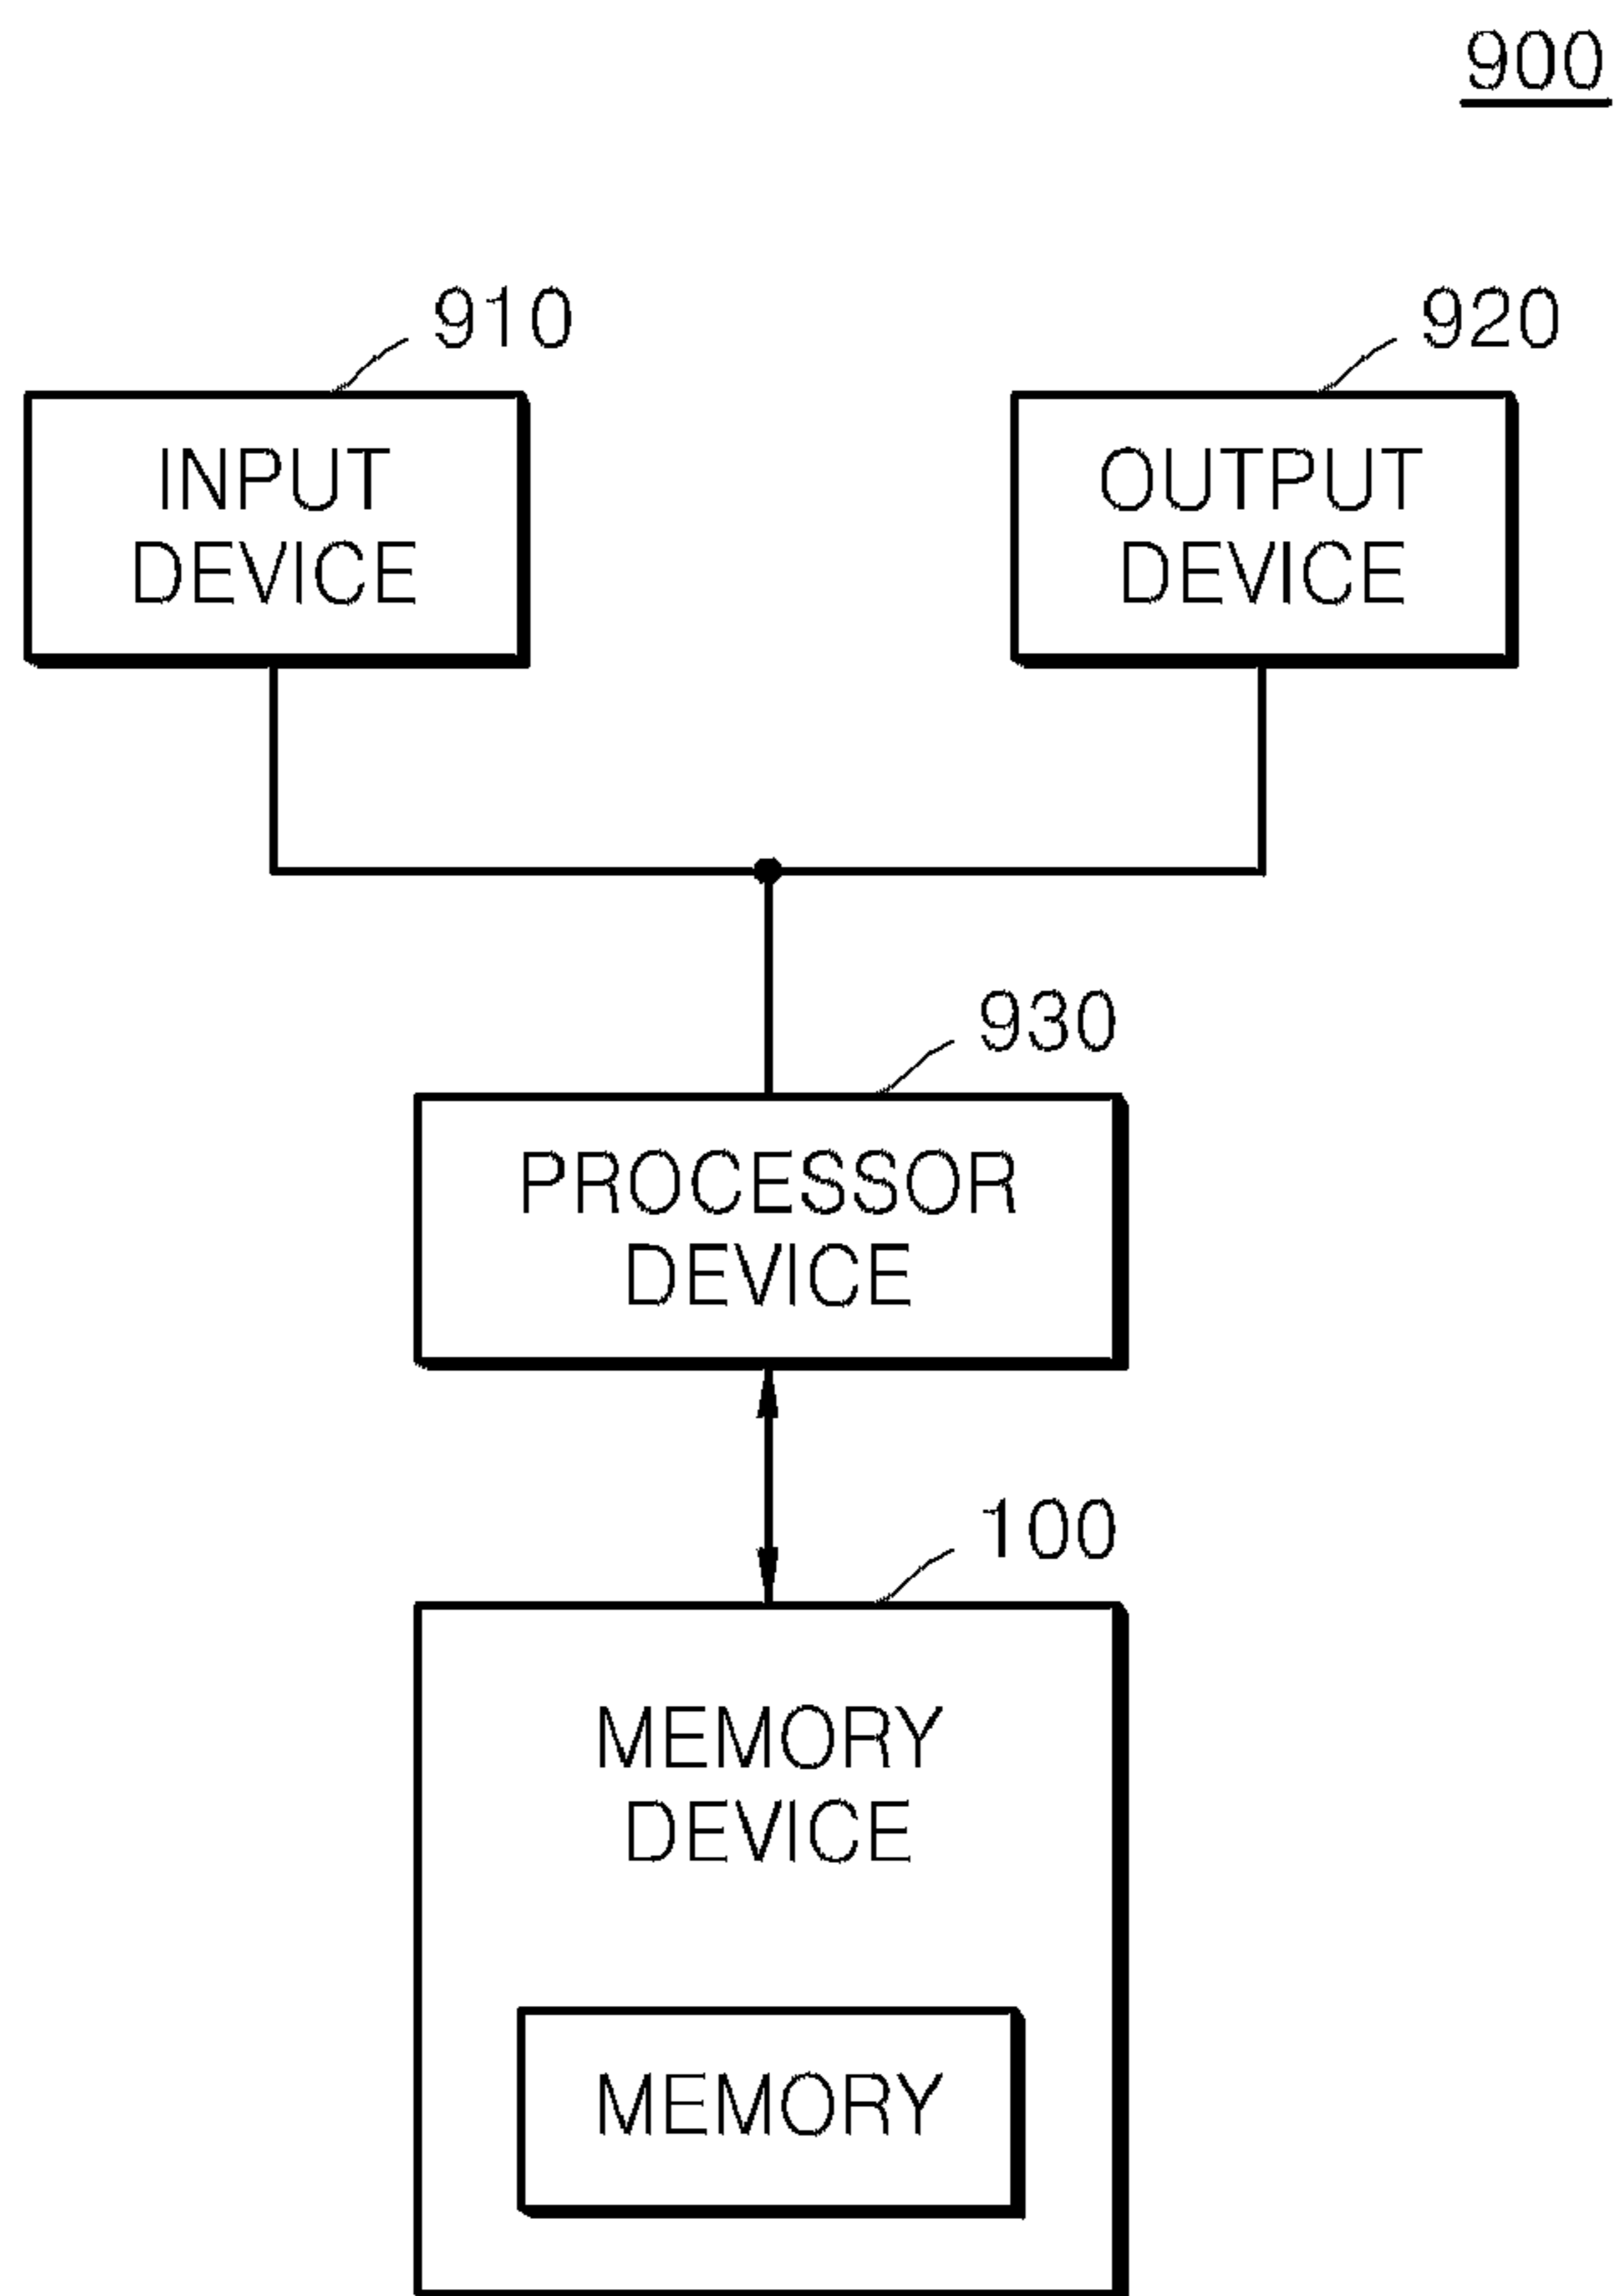 900
910
920
INPUT
DEVICE
OUTPUT
DEVICE
930
PROCESSOR
DEVICE
100
MEMORY
DEVICE
MEMORY